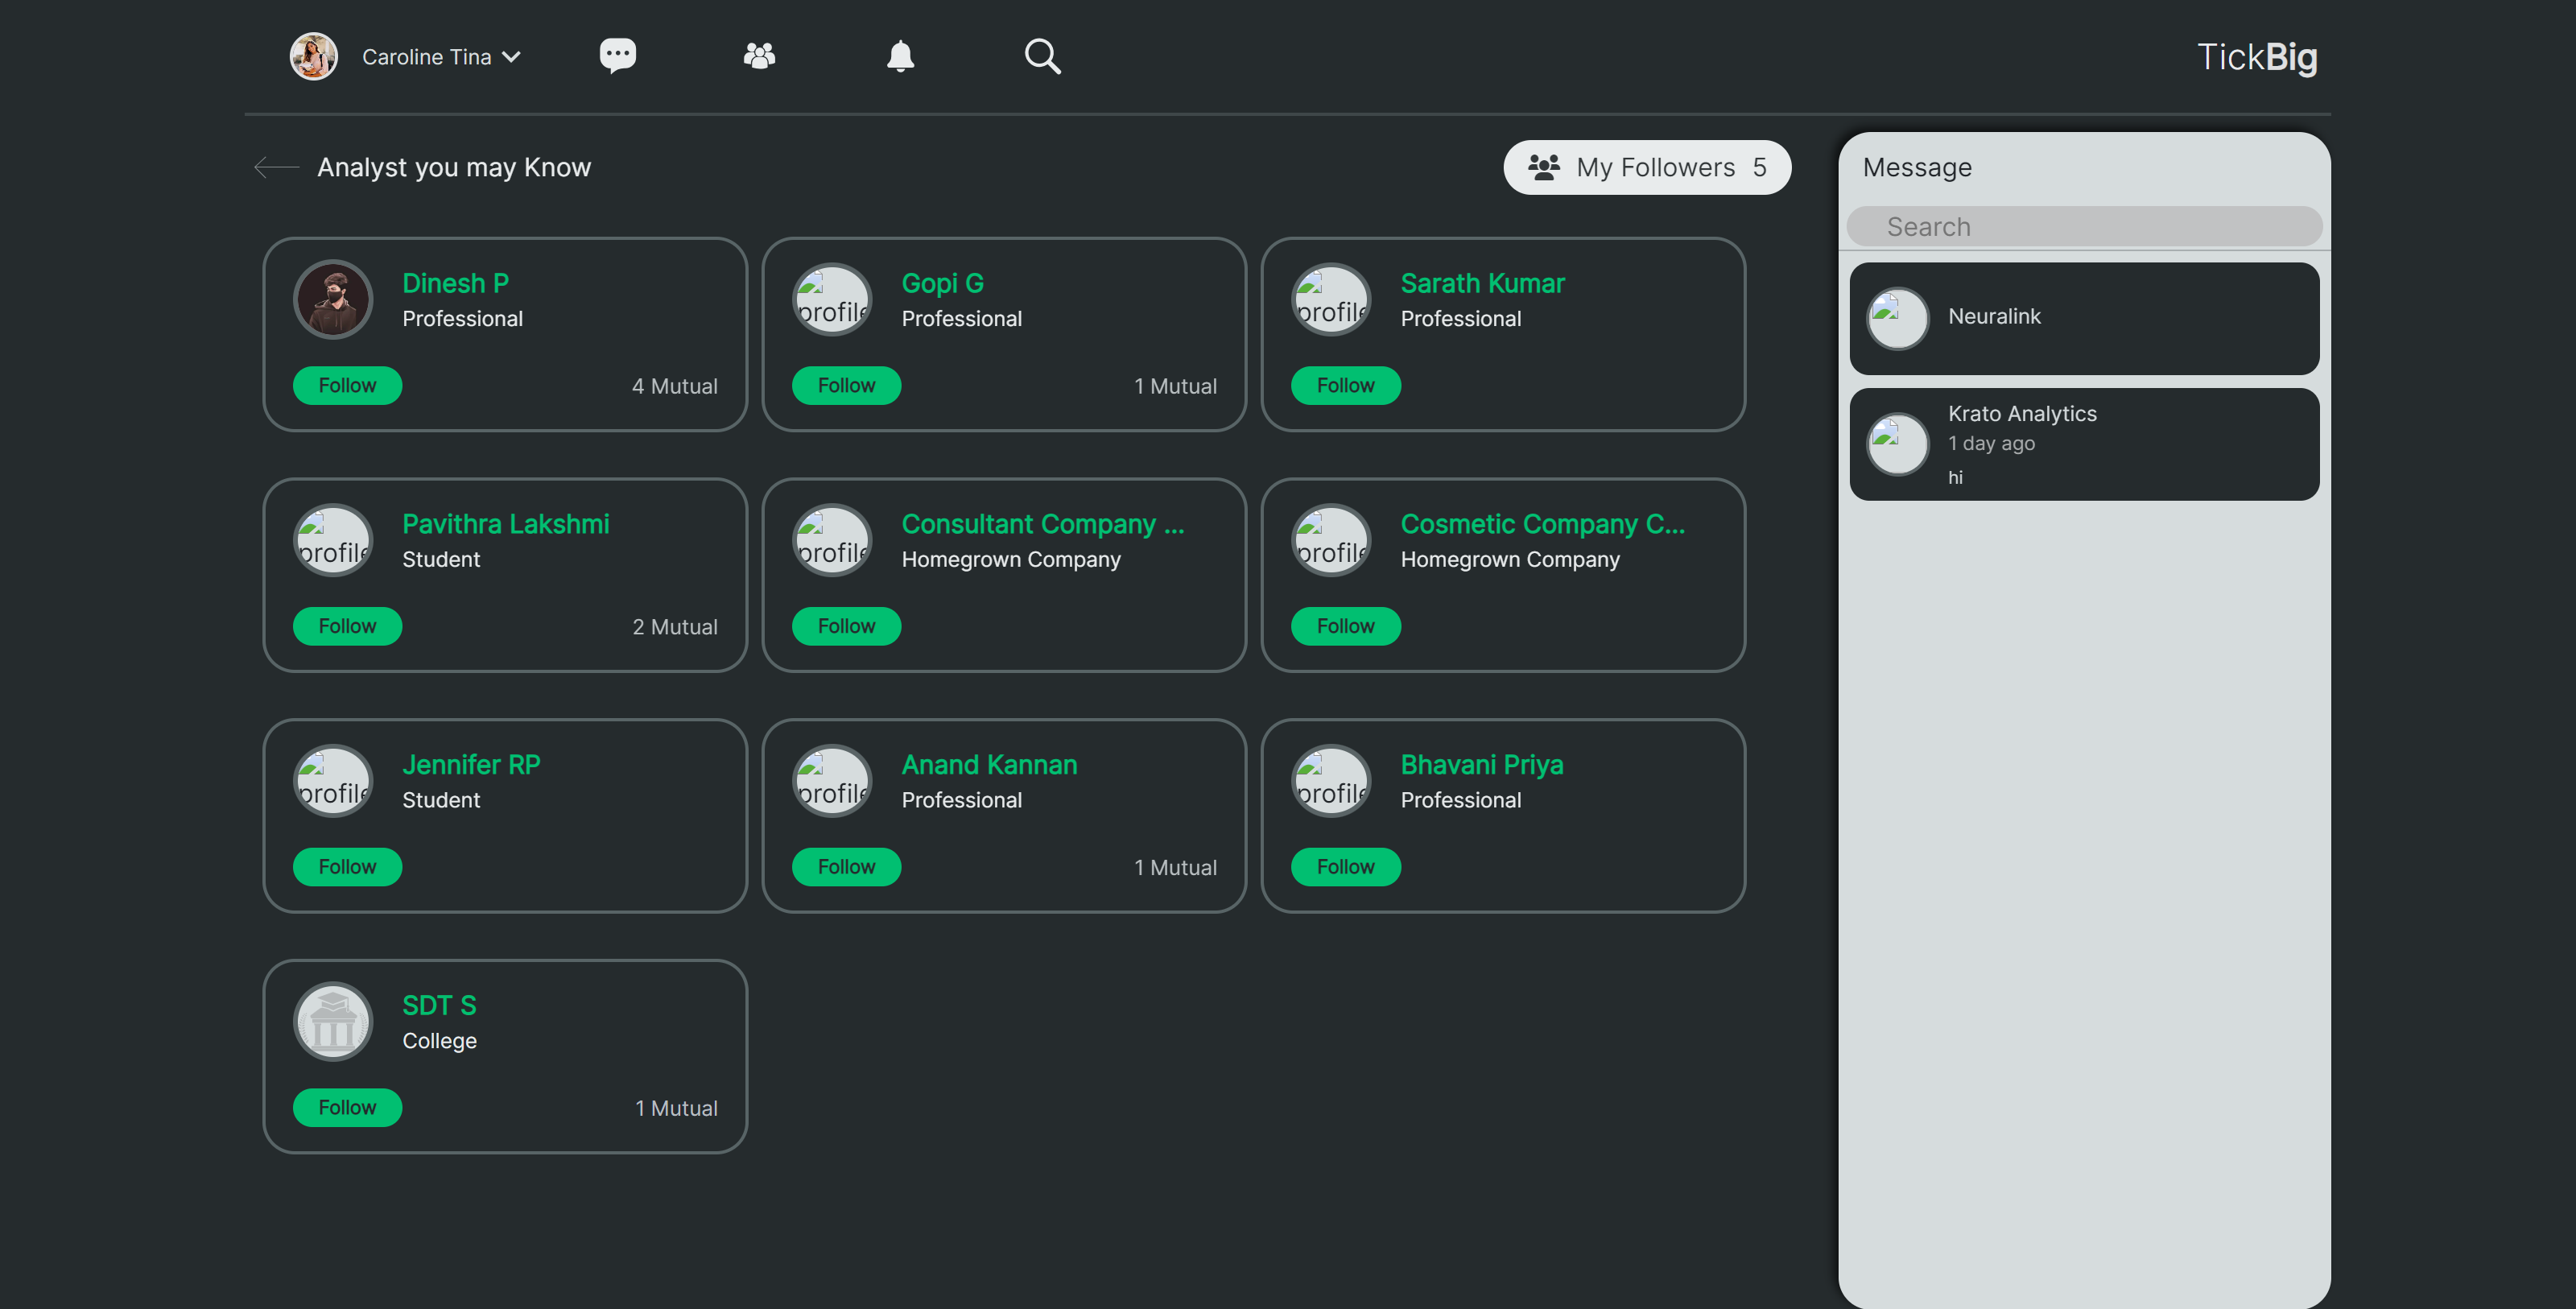 Caroline Tina
TickBig
Analyst you may Know
My Followers 5
Dinesh P
Professional
Follow
4 Mutual
profile
Gopi G
Professional
Follow
1 Mutual
profile
Sarath Kumar
Professional
Follow
profile
Pavithra Lakshmi
Student
Follow
2 Mutual
profile
Consultant Company ...
Homegrown Company
Follow
profile
Cosmetic Company C...
Homegrown Company
Follow
profile
Jennifer RP
Student
Follow
profile
Anand Kannan
Professional
Follow
1 Mutual
profile
Bhavani Priya
Professional
Follow
SDT S
College
Follow
1 Mutual
Message
Search
Neuralink
Krato Analytics
1 day ago
hi